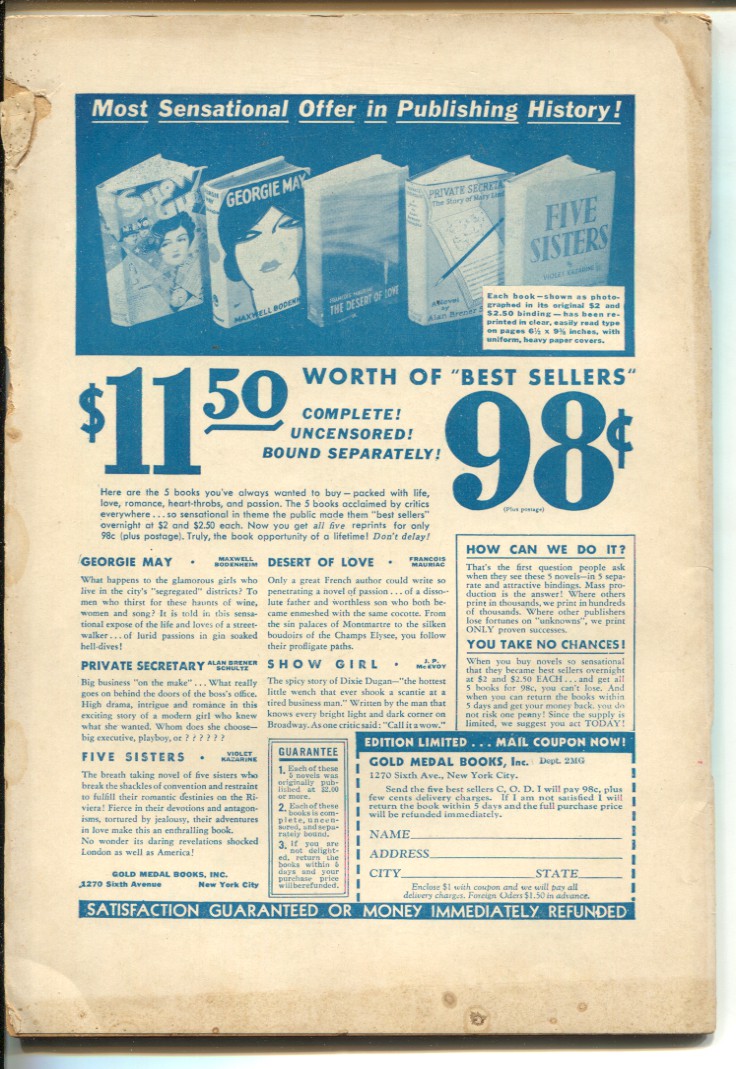 Most Sensational Offer in Publishing History!
Show
Girl
GEORGIE MAY
MAXWELL BODENH
THE DESERT OF LOVE
PRIVATE SECRETA
The Story of Mary
A Novel
by
Alan Brener
FIVE
SISTERS
Each book—shown as photo-
graphed in its original $2 and
$2.50 binding—has been re-
printed in clear, easily read type
on pages 6½ x 9⅜ inches, with
uniform, heavy paper covers.
$11.50 WORTH OF "BEST SELLERS"
COMPLETE!
UNCENSORED!
BOUND SEPARATELY!
98¢
(Plus postage)
Here are the 5 books you've always wanted to buy—packed with life,
love, romance, heart-throbs, and passion. The 5 books acclaimed by critics
everywhere...so sensational in theme the public made them "best sellers"
overnight at $2 and $2.50 each. Now you get all five reprints for only
98c (plus postage). Truly, the book opportunity of a lifetime! Don't delay!
GEORGIE MAY • MAXWELL
BODENHEIM
What happens to the glamorous girls who
live in the city's "segregated" districts? To
men who thirst for these haunts of wine,
women and song? It is told in this sensa-
tional expose of the life and loves of a street-
walker...of lurid passions in gin soaked
hell-dives!
PRIVATE SECRETARY ALAN BRENER
SCHULTZ
Big business "on the make"... What really
goes on behind the doors of the boss's office.
High drama, intrigue and romance in this
exciting story of a modern girl who knew
what she wanted. Whom does she choose—
big executive, playboy, or ??????
FIVE SISTERS • VIOLET
KAZARINE
The breath taking novel of five sisters who
break the shackles of convention and restraint
to fulfill their romantic destinies on the Ri-
viera! Fierce in their devotions and antagon-
isms, tortured by jealousy, their adventures
in love make this an enthralling book.
No wonder its daring revelations shocked
London as well as America!
GOLD MEDAL BOOKS, INC.
1270 Sixth Avenue New York City
DESERT OF LOVE • FRANCOIS
MAURIAC
Only a great French author could write so
penetrating a novel of passion...of a disso-
lute father and worthless son who both be-
came enmeshed with the same cocotte. From
the sin palaces of Montmartre to the silken
boudoirs of the Champs Elysee, you follow
their profligate paths.
SHOW GIRL • J. P.
McEVOY
The spicy story of Dixie Dugan—"the hottest
little wench that ever shook a scantie at a
tired business man." Written by the man that
knows every bright light and dark corner on
Broadway. As one critic said: "Call it a wow."
HOW CAN WE DO IT?
That's the first question people ask
when they see these 5 novels—in 5 sepa-
rate and attractive bindings. Mass pro-
duction is the answer! Where others
print in thousands, we print in hundreds
of thousands. Where other publishers
lose fortunes on "unknowns", we print
ONLY proven successes.
YOU TAKE NO CHANCES!
When you buy novels so sensational
that they became best sellers overnight
at $2 and $2.50 EACH...and get all
5 books for 98c, you can't lose. And
when you can return the books within
5 days and get your money back, you do
not risk one penny! Since the supply is
limited, we suggest you act TODAY!
GUARANTEE
1. Each of these
5 novels was
originally pub-
lished at $2.00
or more.
2. Each of these
books is com-
plete, uncen-
sored, and sepa-
rately bound.
3. If you are
not delight-
ed, return the
books within 5
days and your
purchase price
will be refunded.
EDITION LIMITED...MAIL COUPON NOW!
GOLD MEDAL BOOKS, Inc. Dept. 2MG
1270 Sixth Ave., New York City.
Send the five best sellers C. O. D. I will pay 98c, plus
few cents delivery charges. If I am not satisfied I will
return the book within 5 days and the full purchase price
will be refunded immediately.
NAME
ADDRESS
CITY STATE
Enclose $1 with coupon and we will pay all
delivery charges. Foreign Oders $1.50 in advance.
SATISFACTION GUARANTEED OR MONEY IMMEDIATELY REFUNDED